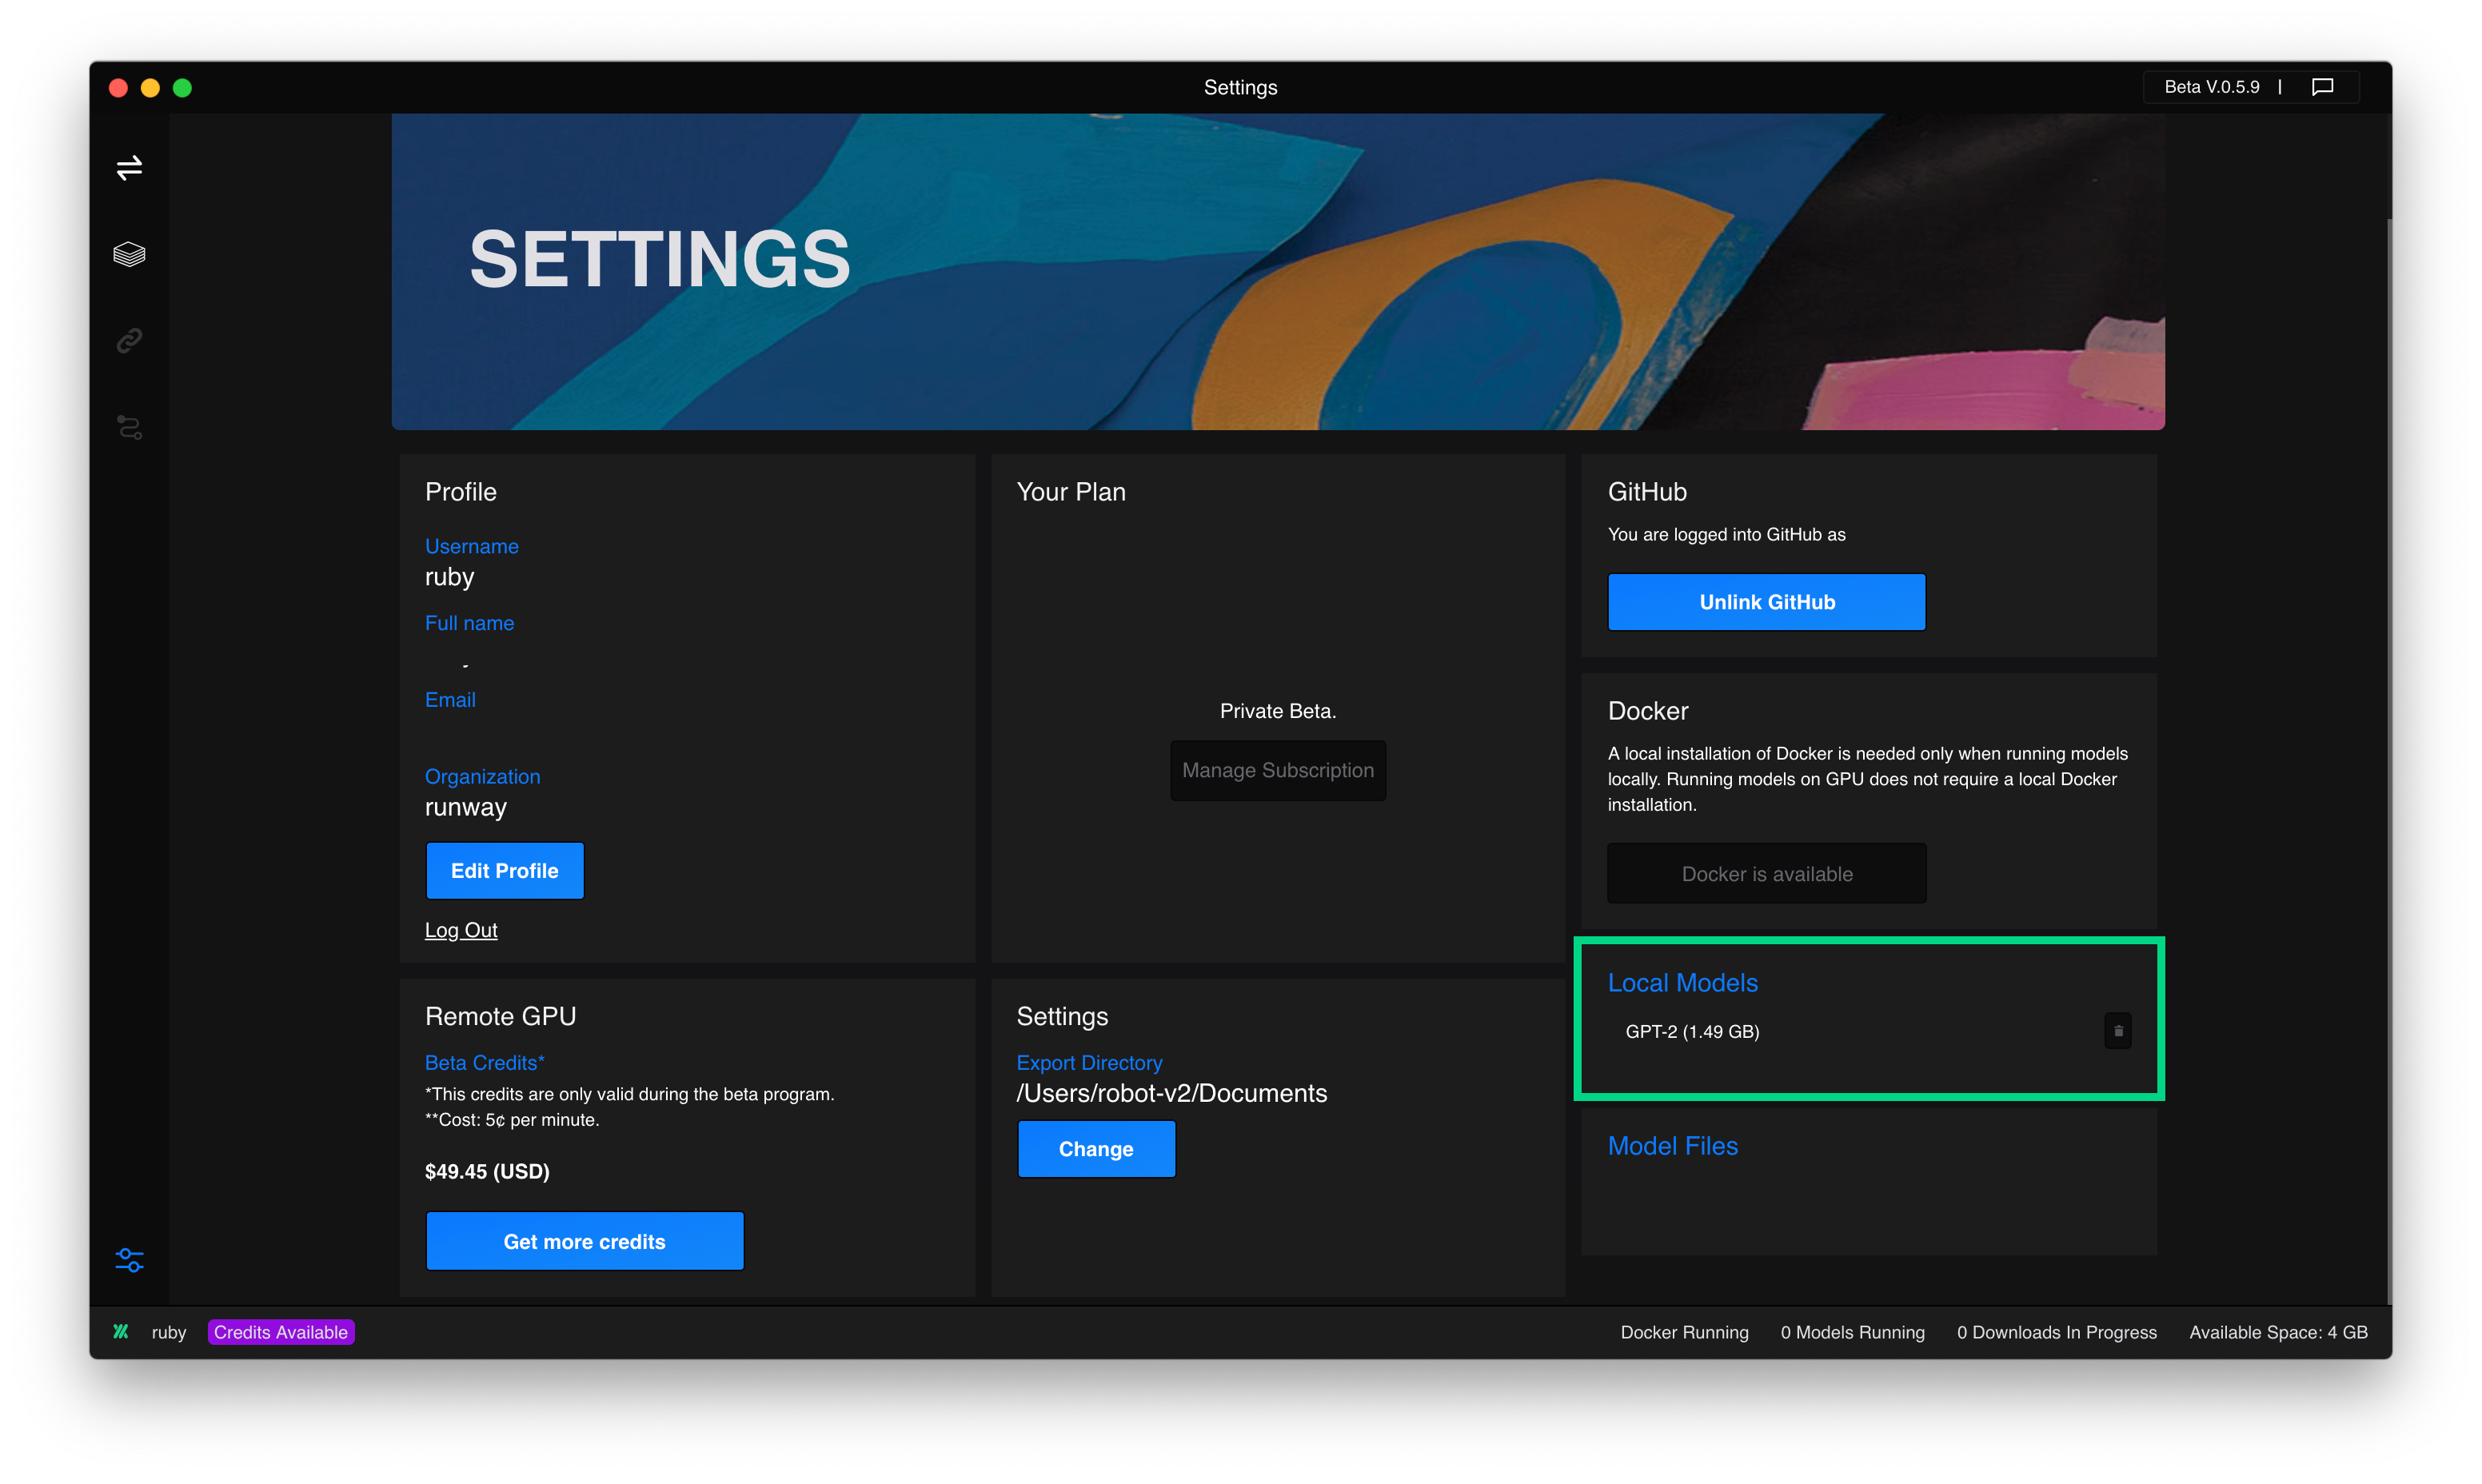 Settings
Beta V.0.5.9 |
SETTINGS
Profile
Username
ruby
Full name
Email
Organization
runway
Edit Profile
Log Out
Your Plan
Private Beta.
Manage Subscription
GitHub
You are logged into GitHub as
Unlink GitHub
Docker
A local installation of Docker is needed only when running models
locally. Running models on GPU does not require a local Docker
installation.
Docker is available
Remote GPU
Beta Credits*
*This credits are only valid during the beta program.
**Cost: 5¢ per minute.
$49.45 (USD)
Get more credits
Settings
Export Directory
/Users/robot-v2/Documents
Change
Local Models
GPT-2 (1.49 GB)
Model Files
ruby
Credits Available
Docker Running
0 Models Running
0 Downloads In Progress
Available Space: 4 GB